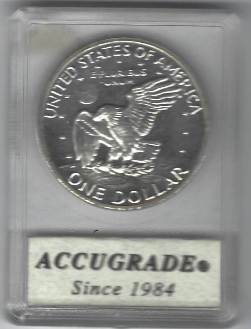 UNITED STATES OF AMERICA
E PLURIBUS
UNUM
ONE DOLLAR
ACCUGRADE®
Since 1984